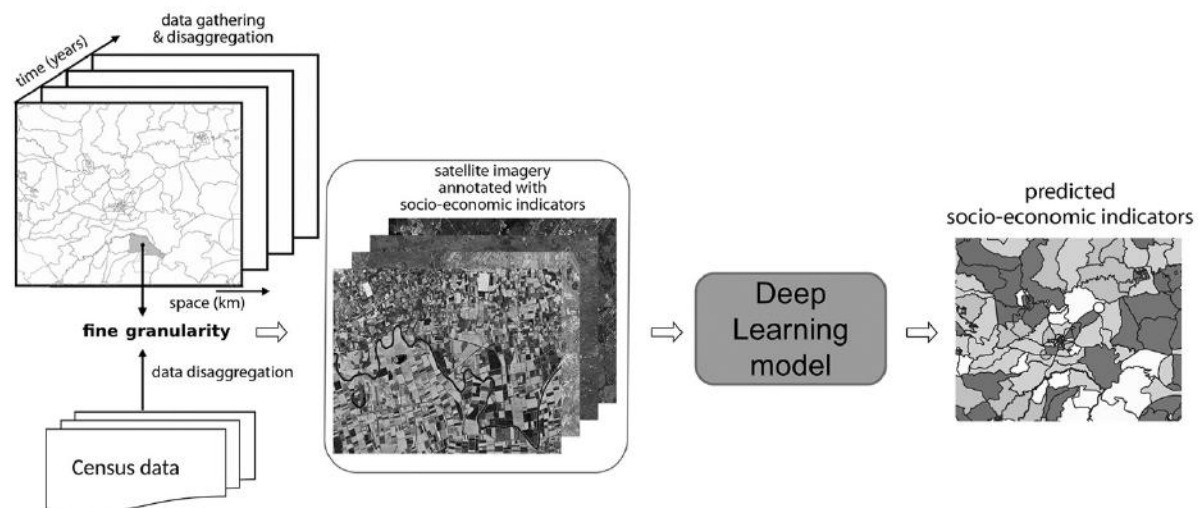 data gathering
& disaggregation
time (years)
space (km)
fine granularity
data disaggregation
Census data
satellite imagery
annotated with
socio-economic indicators
Deep
Learning
model
predicted
socio-economic indicators